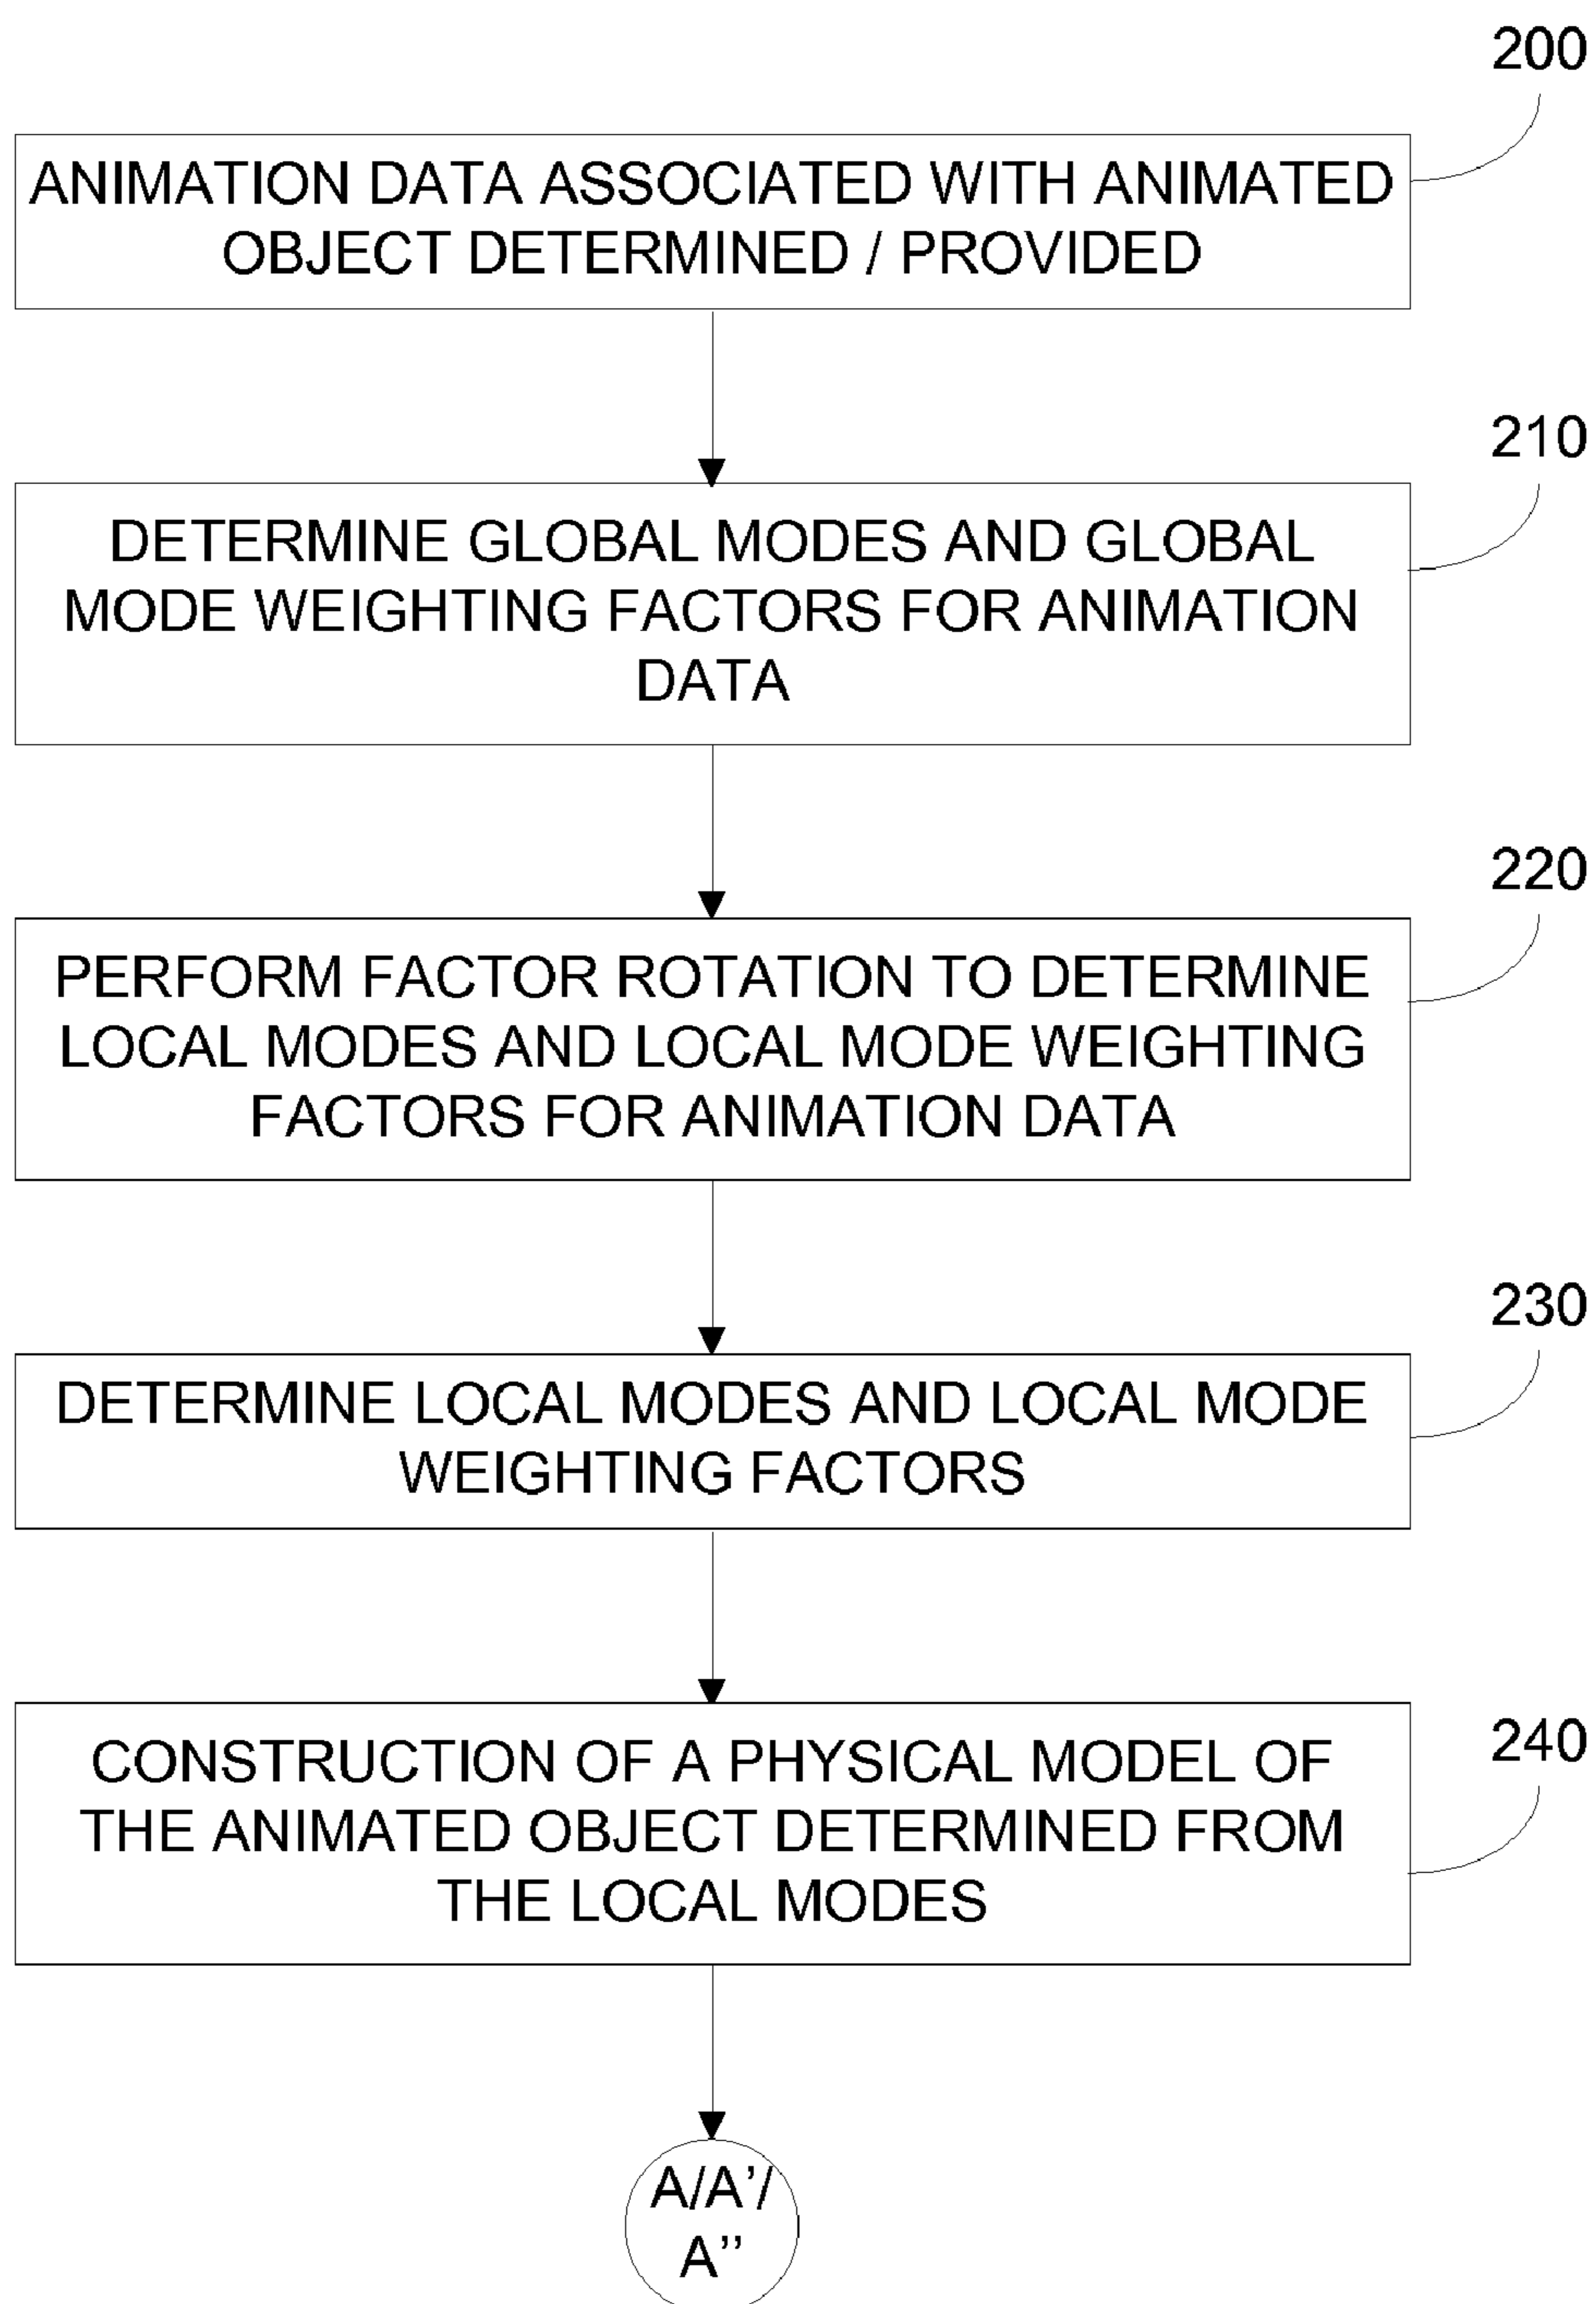 200
ANIMATION DATA ASSOCIATED WITH ANIMATED
OBJECT DETERMINED / PROVIDED
210
DETERMINE GLOBAL MODES AND GLOBAL
MODE WEIGHTING FACTORS FOR ANIMATION
DATA
220
PERFORM FACTOR ROTATION TO DETERMINE
LOCAL MODES AND LOCAL MODE WEIGHTING
FACTORS FOR ANIMATION DATA
230
DETERMINE LOCAL MODES AND LOCAL MODE
WEIGHTING FACTORS
240
CONSTRUCTION OF A PHYSICAL MODEL OF
THE ANIMATED OBJECT DETERMINED FROM
THE LOCAL MODES
A/A’/
A’’